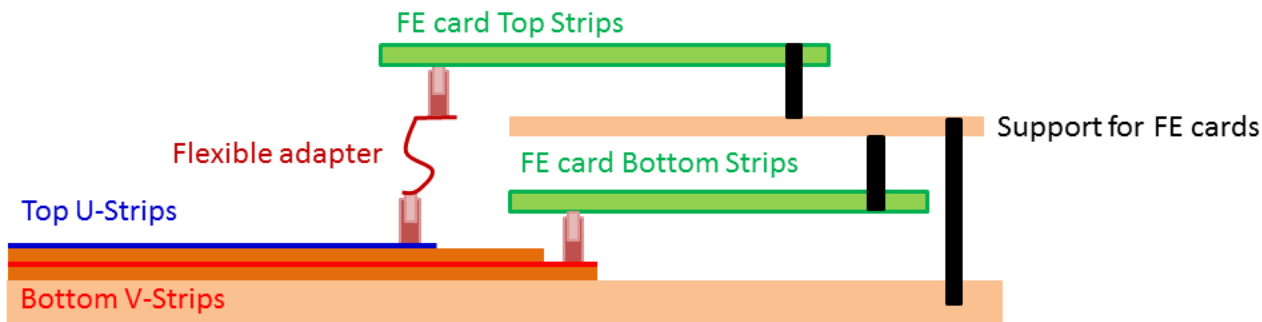 FE card Top Strips
Support for FE cards
Flexible adapter
FE card Bottom Strips
Top U-Strips
Bottom V-Strips